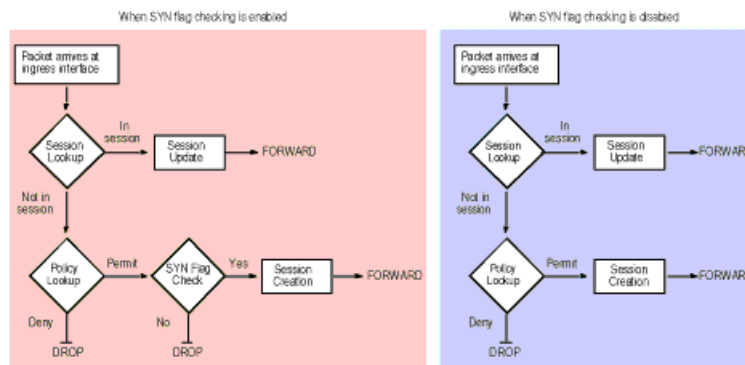 When SYN flag checking is enabled
Packet arrives at
ingress interface
Session
Lookup
In
session
Session
Update
FORWARD
Not in
session
Policy
Lookup
Permit
SYN Flag
Check
Yes
Session
Creation
FORWARD
Deny
No
DROP
DROP
When SYN flag checking is disabled
Packet arrives at
ingress interface
Session
Lookup
In
session
Session
Update
FORWAR
Not in
session
Policy
Lookup
Permit
Session
Creation
FORWAR
Deny
DROP